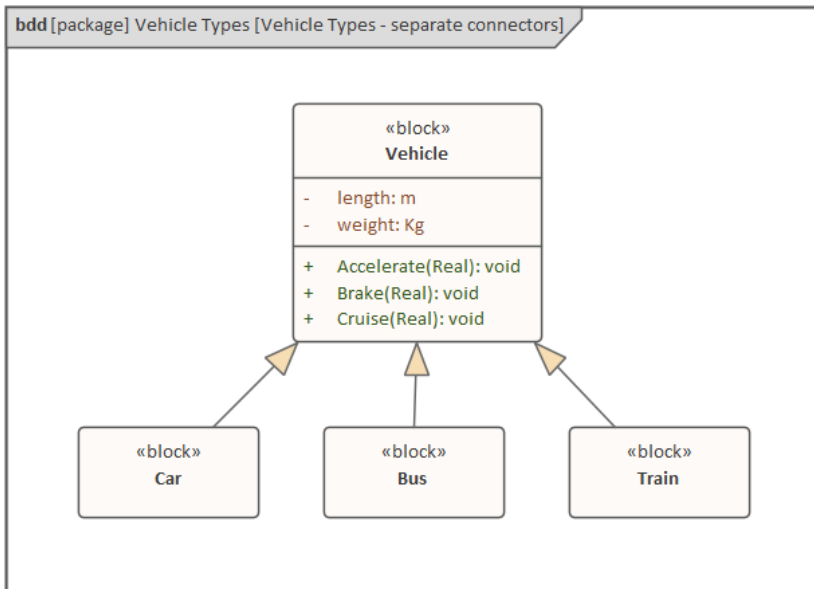 bdd [package] Vehicle Types [Vehicle Types - separate connectors]
«block»
Vehicle
- length: m
- weight: Kg
+ Accelerate(Real): void
+ Brake(Real): void
+ Cruise(Real): void
«block»
Car
«block»
Bus
«block»
Train